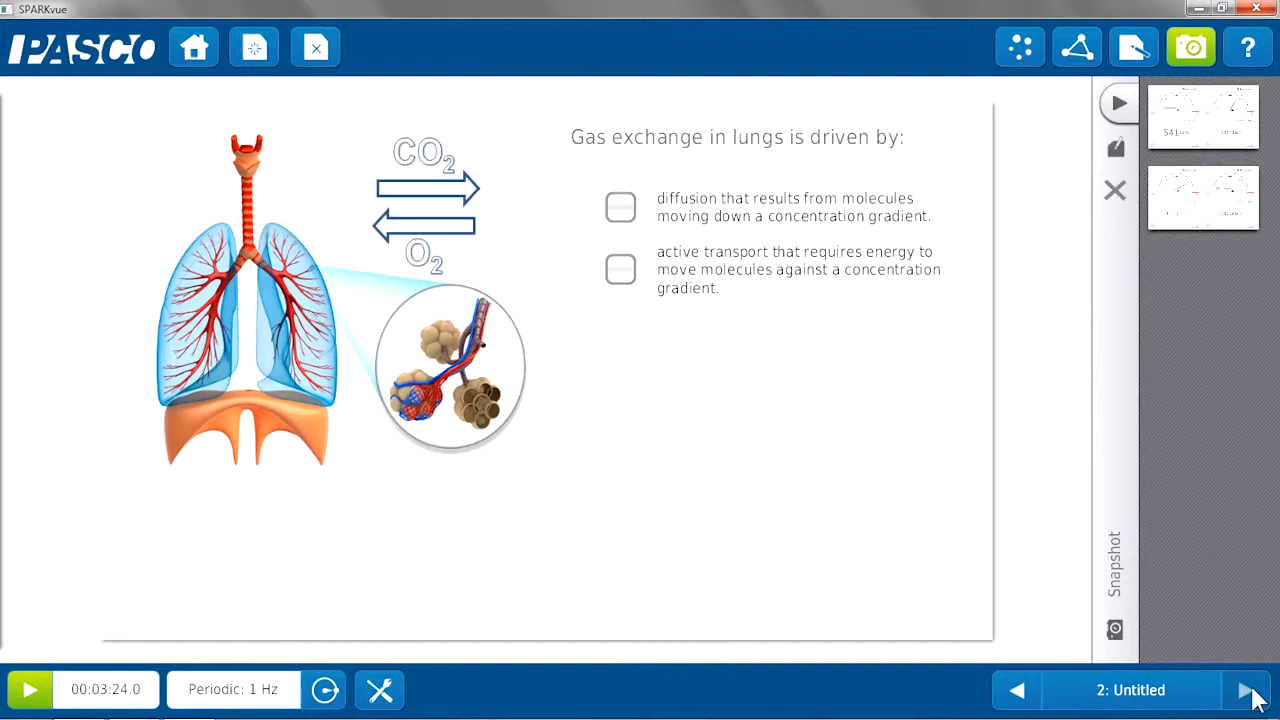 SPARKvue
PASCO
?
CO2
O2
Gas exchange in lungs is driven by:
diffusion that results from molecules
moving down a concentration gradient.
active transport that requires energy to
move molecules against a concentration
gradient.
Snapshot
00:03:24.0
Periodic: 1 Hz
2: Untitled